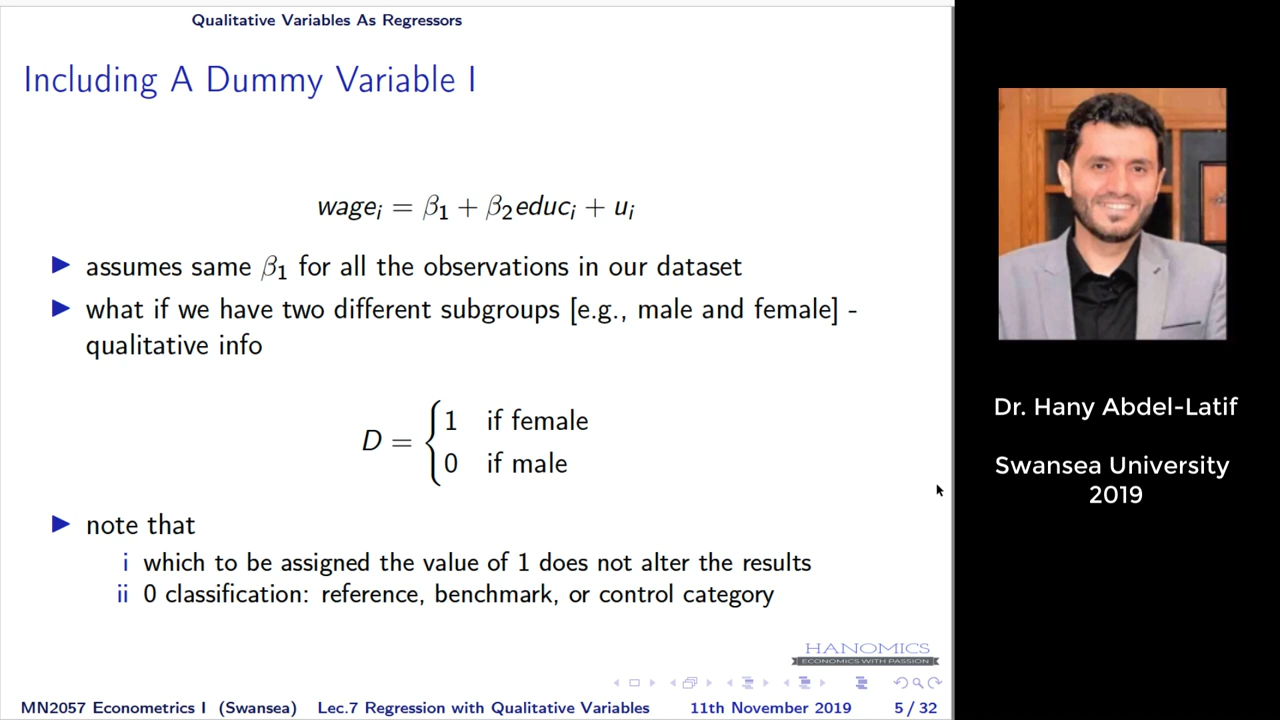 Qualitative Variables As Regressors
Including A Dummy Variable I
wageᵢ = β₁ + β₂educᵢ + uᵢ
▶ assumes same β₁ for all the observations in our dataset
▶ what if we have two different subgroups [e.g., male and female] -
qualitative info
D = { 1 if female
0 if male
▶ note that
i which to be assigned the value of 1 does not alter the results
ii 0 classification: reference, benchmark, or control category
HANOMICS
ECONOMICS WITH PASSION
MN2057 Econometrics I (Swansea) Lec.7 Regression with Qualitative Variables 11th November 2019 5 / 32
Dr. Hany Abdel-Latif
Swansea University
2019